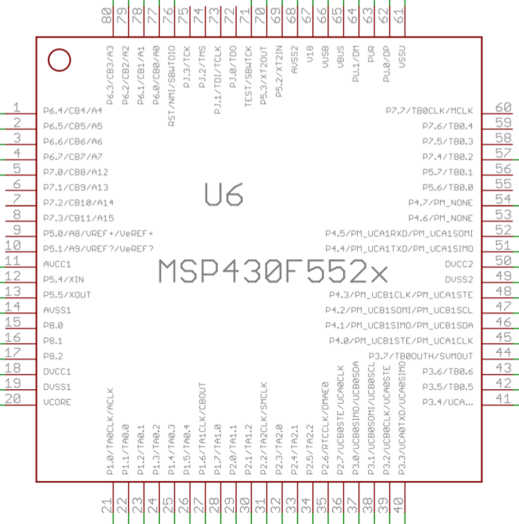 80 P6.3/CB3/A3
79 P6.2/CB2/A2
78 P6.1/CB1/A1
77 P6.0/CB0/A0
76 RST/NMI/SBWTDIO
75 PJ.3/TCK
74 PJ.2/TMS
73 PJ.1/TDI/TCLK
72 PJ.0/TDO
71 TEST/SBWTCK
70 P5.3/XT2OUT
69 P5.2/XT2IN
68 AVSS2
67 V18
66 VUSB
65 VBUS
64 PU.1/DM
63 PUR
62 PU.0/DP
61 VSSU
1 P6.4/CB4/A4
2 P6.5/CB5/A5
3 P6.6/CB6/A6
4 P6.7/CB7/A7
5 P7.0/CB8/A12
6 P7.1/CB9/A13
7 P7.2/CB10/A14
8 P7.3/CB11/A15
9 P5.0/A8/VREF+/VeREF+
10 P5.1/A9/VREF?/VeREF?
11 AVCC1
12 P5.4/XIN
13 P5.5/XOUT
14 AVSS1
15 P8.0
16 P8.1
17 P8.2
18 DVCC1
19 DVSS1
20 VCORE
U6
MSP430F552x
P7.7/TB0CLK/MCLK 60
P7.6/TB0.4 59
P7.5/TB0.3 58
P7.4/TB0.2 57
P5.7/TB0.1 56
P5.6/TB0.0 55
P4.7/PM_NONE 54
P4.6/PM_NONE 53
P4.5/PM_UCA1RXD/PM_UCA1SOMI 52
P4.4/PM_UCA1TXD/PM_UCA1SIMO 51
DVCC2 50
DVSS2 49
P4.3/PM_UCB1CLK/PM_UCA1STE 48
P4.2/PM_UCB1SOMI/PM_UCB1SCL 47
P4.1/PM_UCB1SIMO/PM_UCB1SDA 46
P4.0/PM_UCB1STE/PM_UCA1CLK 45
P3.7/TB0OUTH/SVMOUT 44
P3.6/TB0.6 43
P3.5/TB0.5 42
P3.4/UCA... 41
21 P1.0/TA0CLK/ACLK
22 P1.1/TA0.0
23 P1.2/TA0.1
24 P1.3/TA0.2
25 P1.4/TA0.3
26 P1.5/TA0.4
27 P1.6/TA1CLK/CBOUT
28 P1.7/TA1.0
29 P2.0/TA1.1
30 P2.1/TA1.2
31 P2.2/TA2CLK/SMCLK
32 P2.3/TA2.0
33 P2.4/TA2.1
34 P2.5/TA2.2
35 P2.6/RTCCLK/DMAE0
36 P2.7/UCB0STE/UCA0CLK
37 P3.0/UCB0SIMO/UCB0SDA
38 P3.1/UCB0SOMI/UCB0SCL
39 P3.2/UCB0CLK/UCA0STE
40 P3.3/UCA0TXD/UCA0SIMO